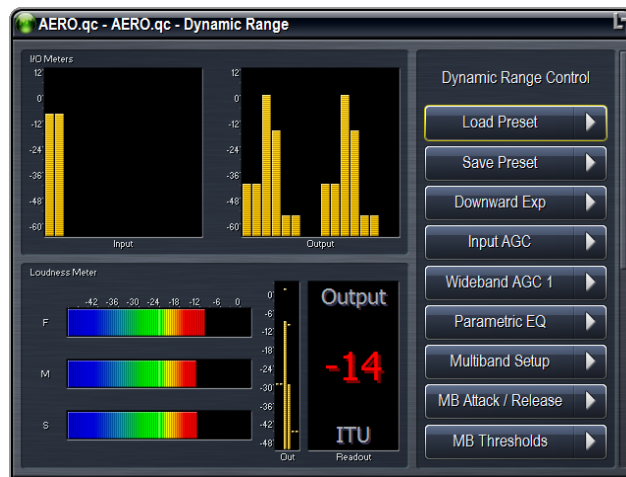 AERO.qc - AERO.qc - Dynamic Range
I/O Meters
12
0
-12
-24
-36
-48
-60
Input
12
0
-12
-24
-36
-48
-60
Output
Loudness Meter
-42 -36 -30 -24 -18 -12 -6 0
F
M
S
0
-6
-12
-18
-24
-30
-36
-42
-48
Out
Output
-14
ITU
Readout
Dynamic Range Control
Load Preset
Save Preset
Downward Exp
Input AGC
Wideband AGC 1
Parametric EQ
Multiband Setup
MB Attack / Release
MB Thresholds